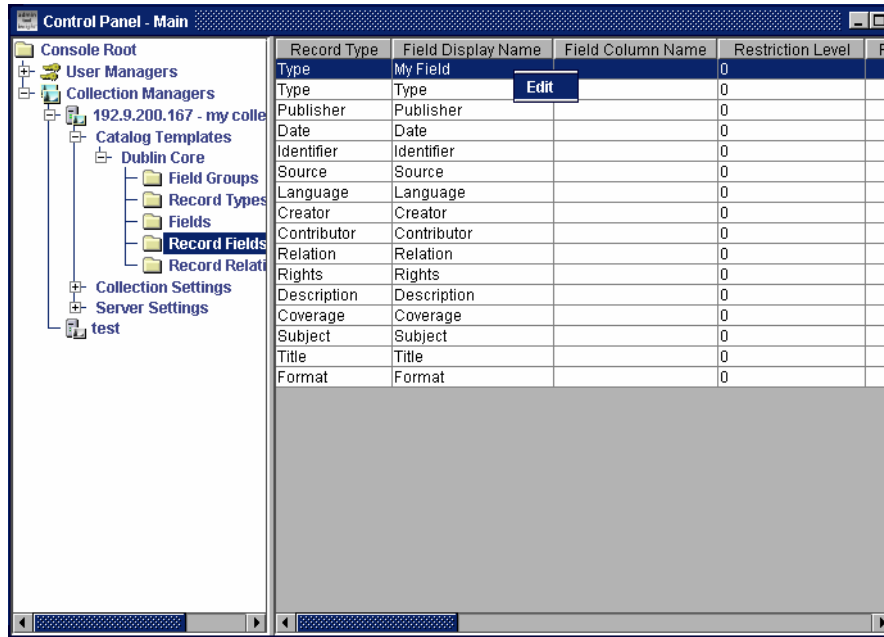 Control Panel - Main
Console Root
User Managers
Collection Managers
192.9.200.167 - my colle
Catalog Templates
Dublin Core
Field Groups
Record Types
Fields
Record Fields
Record Relati
Collection Settings
Server Settings
test
Record Type Field Display Name Field Column Name Restriction Level
Type My Field 0
Edit
Type Type 0
Publisher Publisher 0
Date Date 0
Identifier Identifier 0
Source Source 0
Language Language 0
Creator Creator 0
Contributor Contributor 0
Relation Relation 0
Rights Rights 0
Description Description 0
Coverage Coverage 0
Subject Subject 0
Title Title 0
Format Format 0